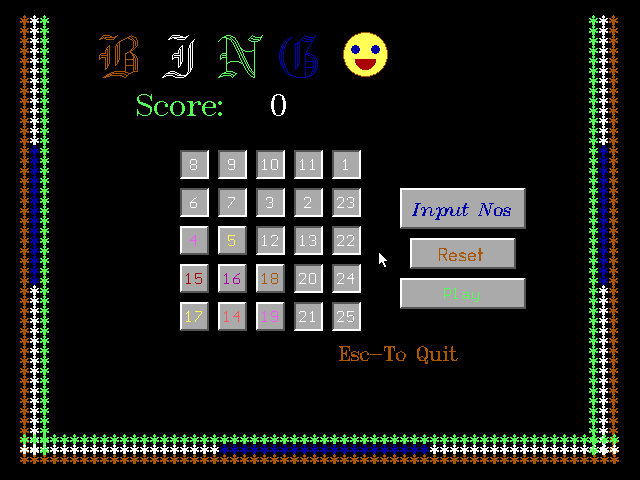 BING
Score: 0
8 9 10 11 1
6 7 3 2 23
4 5 12 13 22
15 16 18 20 24
17 14 19 21 25
Input Nos
Reset
Play
Esc-To Quit